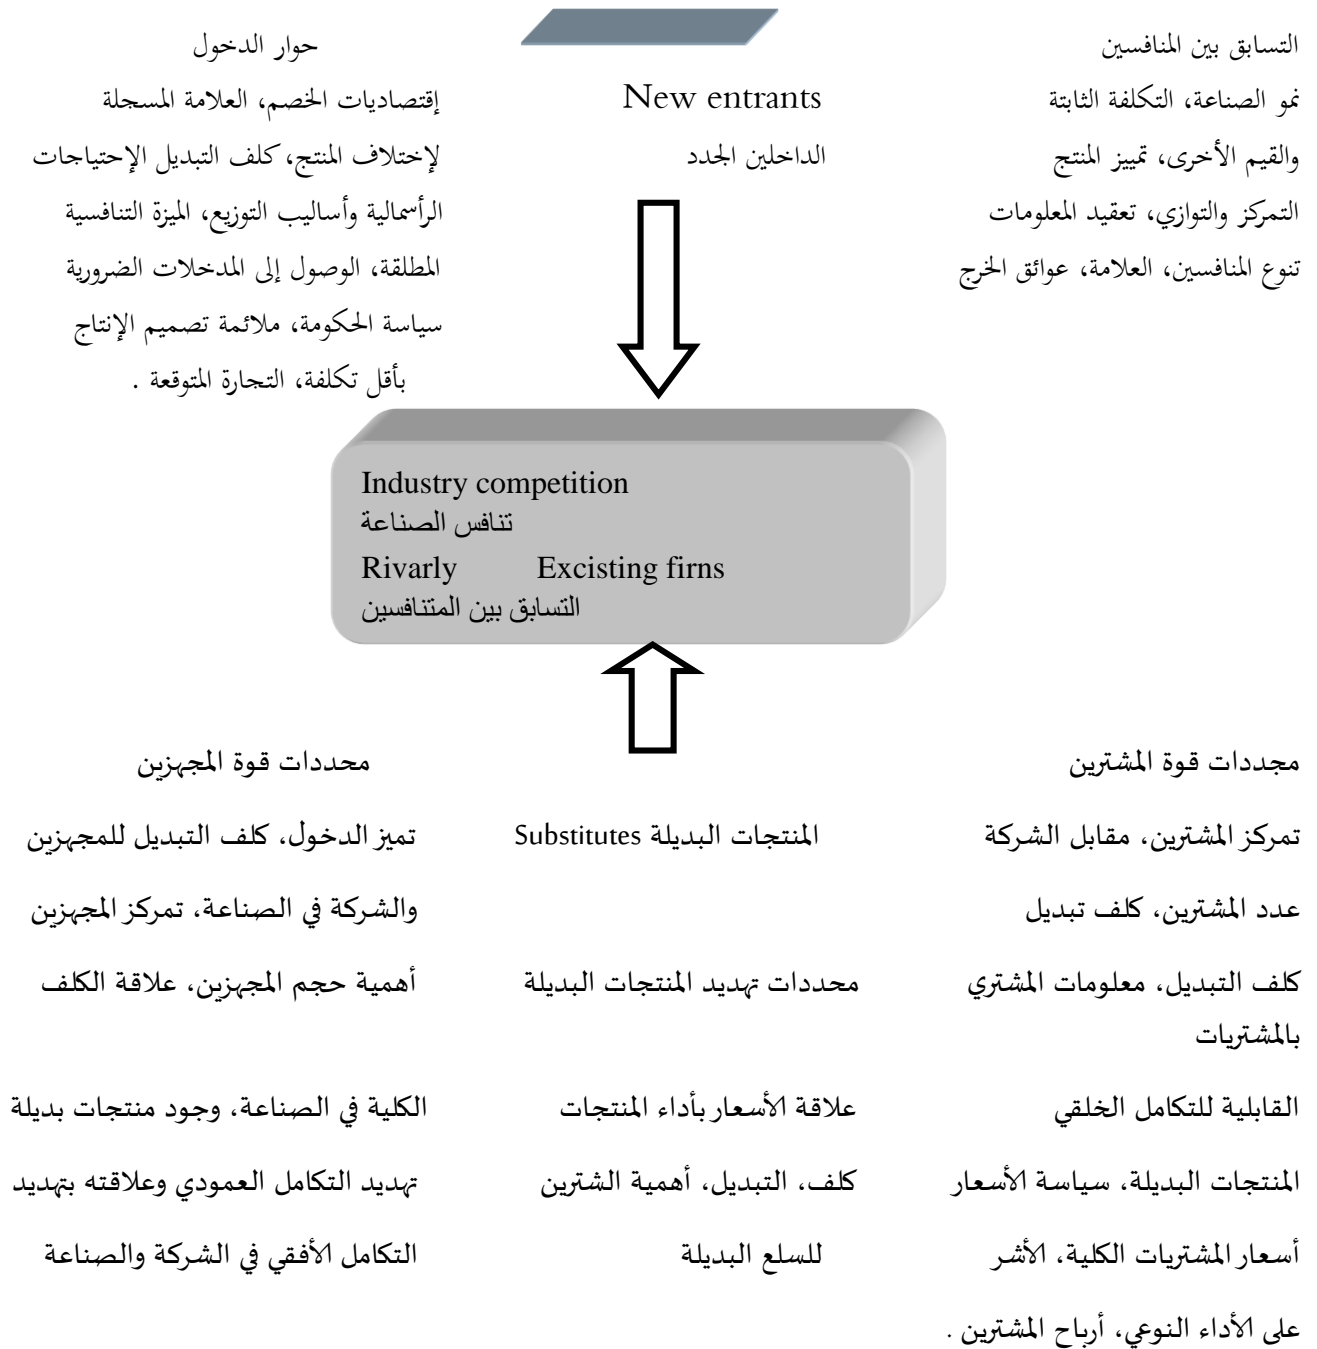 التسابق بين المنافسين
نمو الصناعة، التكلفة الثابتة
والقيم الأخرى، تمييز المنتج
التمركز والتوازي، تعقيد المعلومات
تنوع المنافسين، العلامة، عوائق الخرج
New entrants
الداخلين الجدد
حوار الدخول
إقتصاديات الخصم، العلامة المسجلة
لإختلاف المنتج، كلف التبديل الإحتياجات
الرأسمالية وأساليب التوزيع، الميزة التنافسية
المطلقة، الوصول إلى المدخلات الضرورية
سياسة الحكومة، ملائمة تصميم الإنتاج
بأقل تكلفة، التجارة المتوقعة .
Industry competition
تنافس الصناعة
Rivarly Excisting firns
التسابق بين المتنافسين
مجددات قوة المشترين
تمركز المشترين، مقابل الشركة
عدد المشترين، كلف تبديل
كلف التبديل، معلومات المشتري
بالمشتريات
القابلية للتكامل الخلقي
المنتجات البديلة، سياسة الأسعار
أسعار المشتريات الكلية، الأشر
على الأداء النوعي، أرباح المشترين .
المنتجات البديلة Substitutes
محددات تهديد المنتجات البديلة
علاقة الأسعار بأداء المنتجات
كلف، التبديل، أهمية الشترين
للسلع البديلة
محددات قوة المجهزين
تميز الدخول، كلف التبديل للمجهزين
والشركة في الصناعة، تمركز المجهزين
أهمية حجم المجهزين، علاقة الكلف
الكلية في الصناعة، وجود منتجات بديلة
تهديد التكامل العمودي وعلاقته بتهديد
التكامل الأفقي في الشركة والصناعة